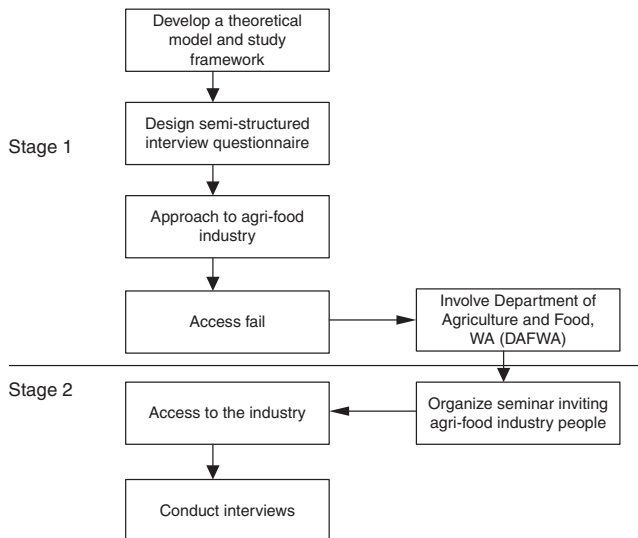 Develop a theoretical
model and study
framework
Stage 1
Design semi-structured
interview questionnaire
Approach to agri-food
industry
Access fail
Involve Department of
Agriculture and Food,
WA (DAFWA)
Stage 2
Access to the industry
Organize seminar inviting
agri-food industry people
Conduct interviews